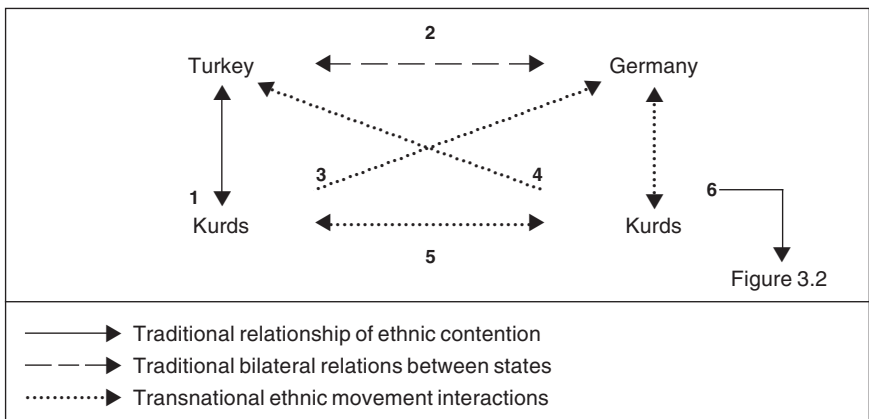 2
Turkey Germany
3 4
1 6
Kurds Kurds
5
Figure 3.2
Traditional relationship of ethnic contention
Traditional bilateral relations between states
Transnational ethnic movement interactions